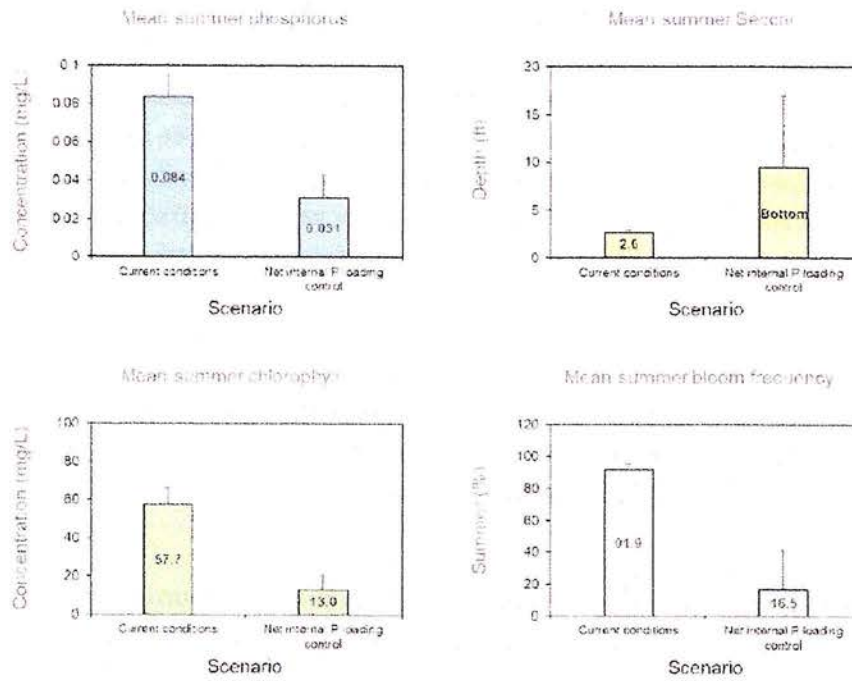 Mean summer phosphorus
Concentration (mg/L)
0.1
0.08
0.06
0.04
0.02
0
0.084
0.031
Current conditions
Net internal P loading
control
Scenario
Mean summer Secchi
Depth (ft)
20
15
10
5
0
2.6
Bottom
Current conditions
Net internal P loading
control
Scenario
Mean summer chlorophyll
Concentration (mg/L)
100
80
60
40
20
0
57.7
13.0
Current conditions
Net internal P loading
control
Scenario
Mean summer bloom frequency
Summer (%)
120
100
80
60
40
20
0
91.9
16.5
Current conditions
Net internal P loading
control
Scenario